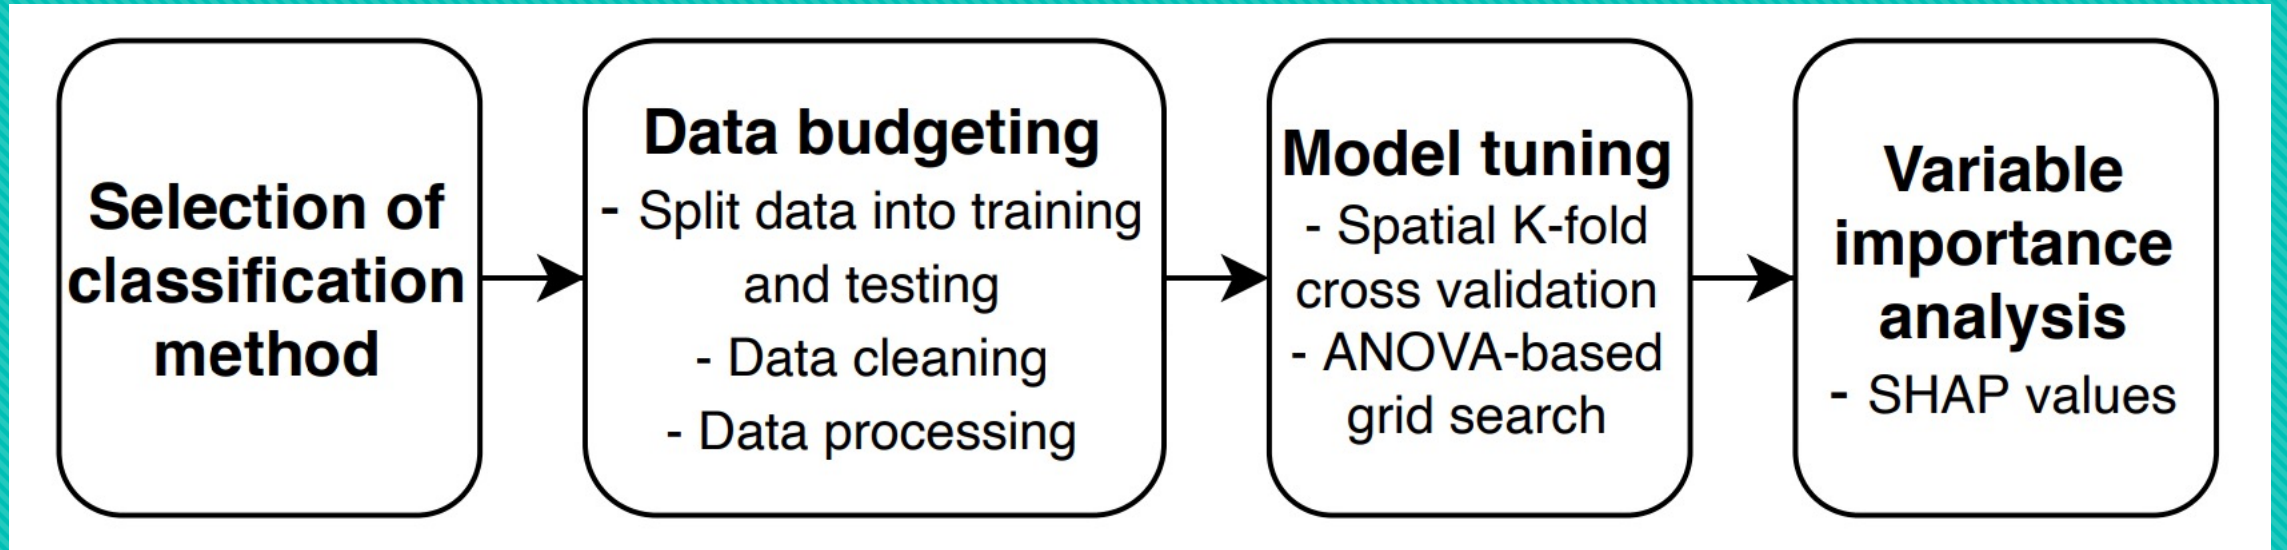 Selection of
classification
method
Data budgeting
- Split data into training
and testing
- Data cleaning
- Data processing
Model tuning
- Spatial K-fold
cross validation
- ANOVA-based
grid search
Variable
importance
analysis
- SHAP values